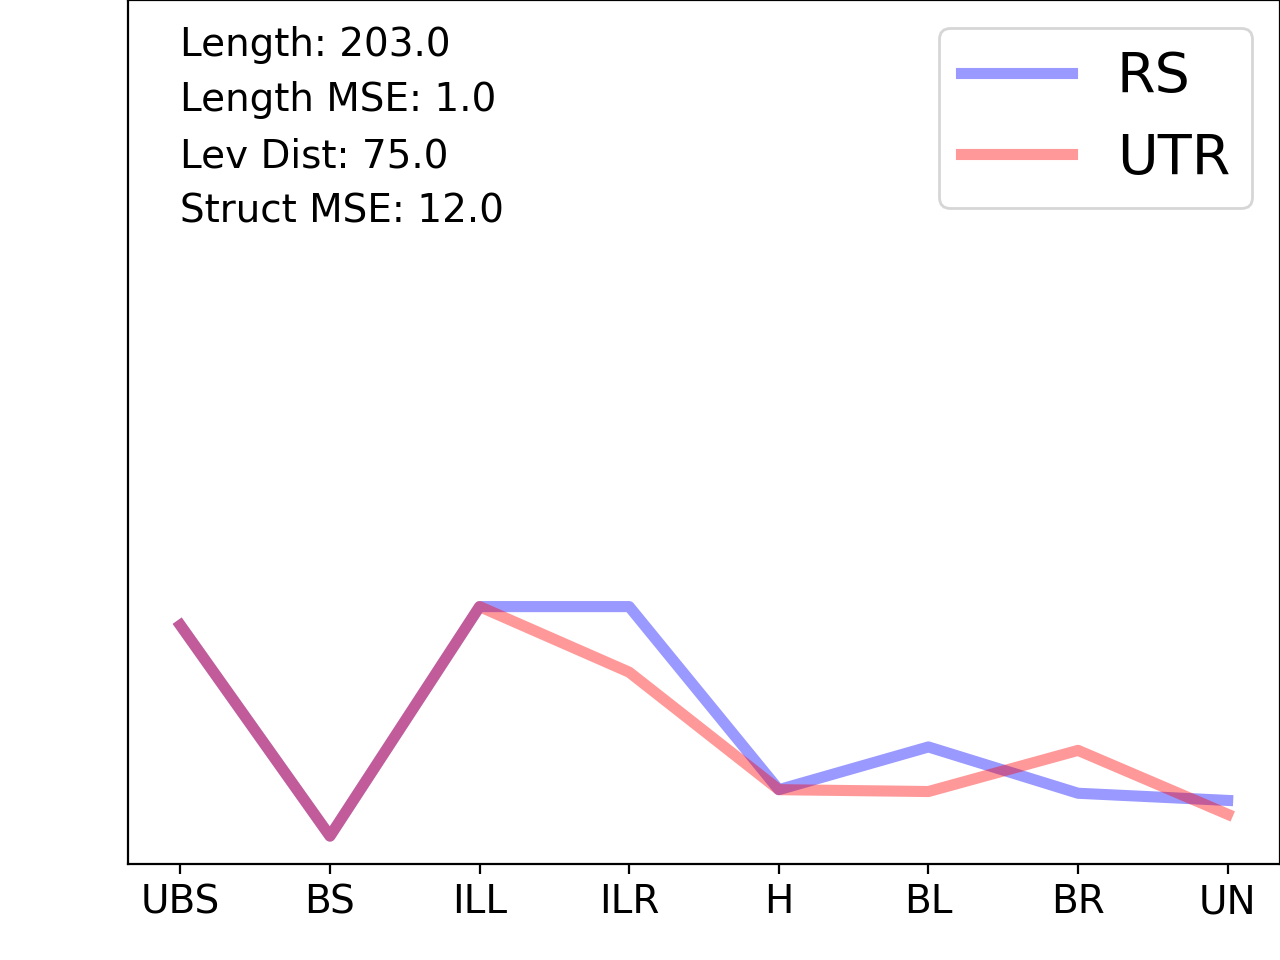 Length: 203.0
Length MSE: 1.0
Lev Dist: 75.0
Struct MSE: 12.0
RS
UTR
UBS BS ILL ILR H BL BR UN